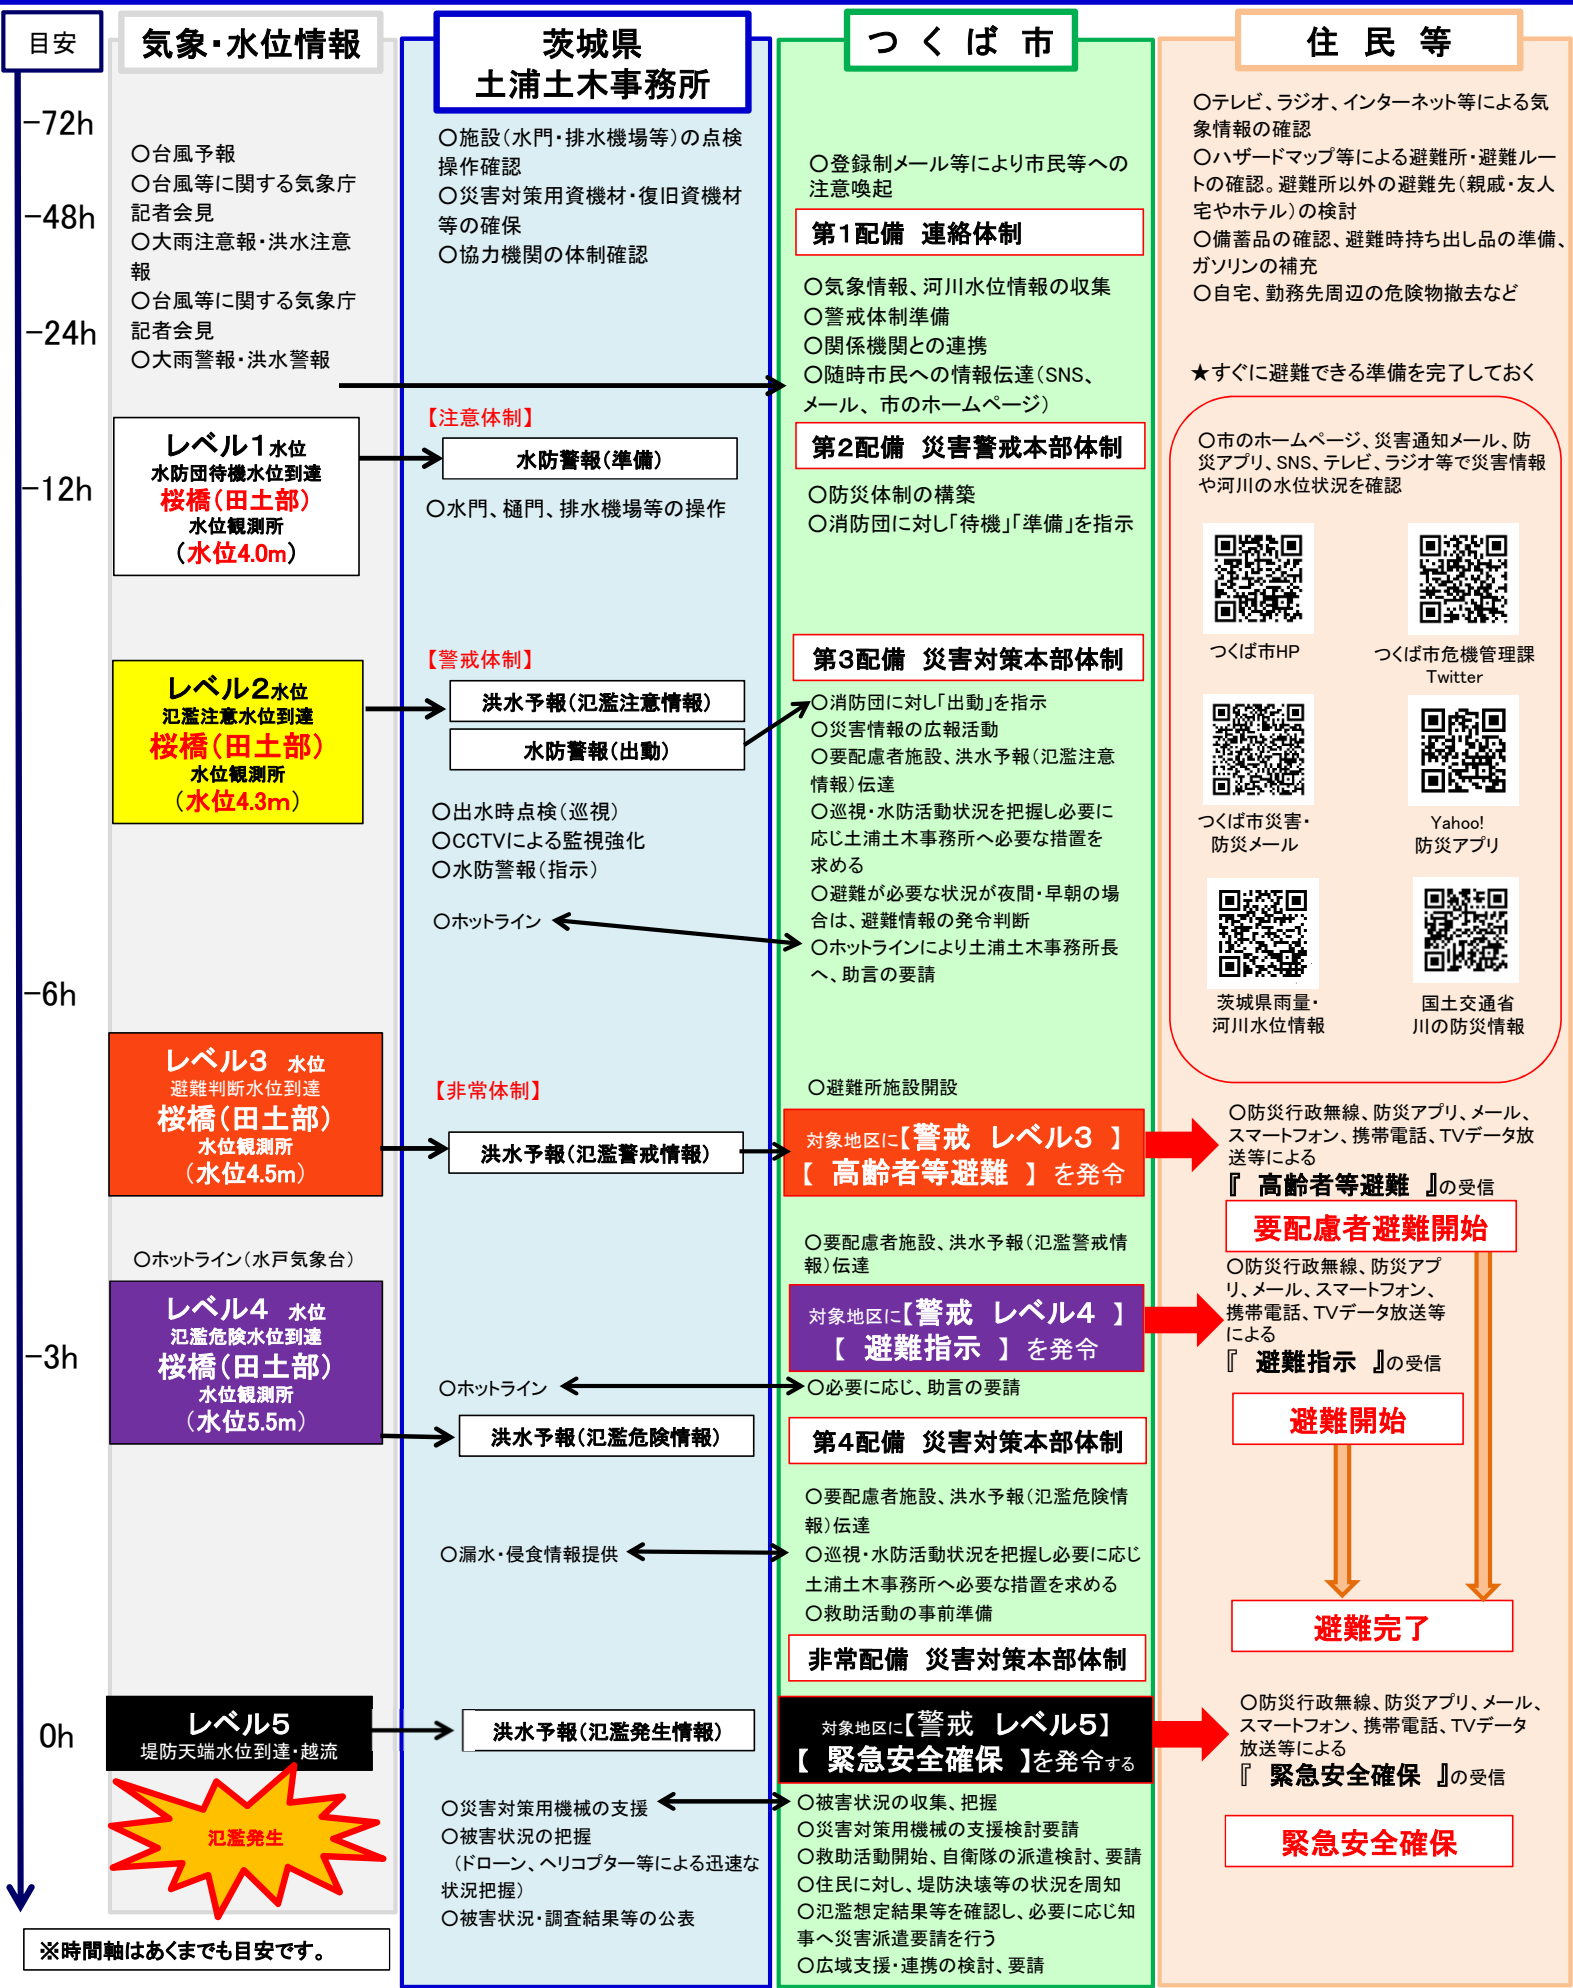 目安
-72h
-48h
-24h
-12h
-6h
-3h
0h
※時間軸はあくまでも目安です。
気象・水位情報
○台風予報
○台風等に関する気象庁
記者会見
○大雨注意報・洪水注意
報
○台風等に関する気象庁
記者会見
○大雨警報・洪水警報
レベル1水位
水防団待機水位到達
桜橋(田土部)
水位観測所
(水位4.0m)
レベル2水位
氾濫注意水位到達
桜橋(田土部)
水位観測所
(水位4.3m)
レベル3 水位
避難判断水位到達
桜橋(田土部)
水位観測所
(水位4.5m)
○ホットライン(水戸気象台)
レベル4 水位
氾濫危険水位到達
桜橋(田土部)
水位観測所
(水位5.5m)
レベル5
堤防天端水位到達・越流
氾濫発生
茨城県
土浦土木事務所
○施設(水門・排水機場等)の点検
操作確認
○災害対策用資機材・復旧資機材
等の確保
○協力機関の体制確認
【注意体制】
水防警報(準備)
○水門、樋門、排水機場等の操作
【警戒体制】
洪水予報(氾濫注意情報)
水防警報(出動)
○出水時点検(巡視)
○CCTVによる監視強化
○水防警報(指示)
○ホットライン
【非常体制】
洪水予報(氾濫警戒情報)
○ホットライン
洪水予報(氾濫危険情報)
○漏水・侵食情報提供
洪水予報(氾濫発生情報)
○災害対策用機械の支援
○被害状況の把握
(ドローン、ヘリコプター等による迅速な
状況把握)
○被害状況・調査結果等の公表
つくば市
○登録制メール等により市民等への
注意喚起
第1配備 連絡体制
○気象情報、河川水位情報の収集
○警戒体制準備
○関係機関との連携
○随時市民への情報伝達(SNS、
メール、市のホームページ)
第2配備 災害警戒本部体制
○防災体制の構築
○消防団に対し「待機」「準備」を指示
第3配備 災害対策本部体制
○消防団に対し「出動」を指示
○災害情報の広報活動
○要配慮者施設、洪水予報(氾濫注意
情報)伝達
○巡視・水防活動状況を把握し必要に
応じ土浦土木事務所へ必要な措置を
求める
○避難が必要な状況が夜間・早朝の場
合は、避難情報の発令判断
○ホットラインにより土浦土木事務所長
へ、助言の要請
○避難所施設開設
対象地区に【警戒 レベル3 】
【 高齢者等避難 】を発令
○要配慮者施設、洪水予報(氾濫警戒情
報)伝達
対象地区に【警戒 レベル4 】
【 避難指示 】を発令
○必要に応じ、助言の要請
第4配備 災害対策本部体制
○要配慮者施設、洪水予報(氾濫危険情
報)伝達
○巡視・水防活動状況を把握し必要に応じ
土浦土木事務所へ必要な措置を求める
○救助活動の事前準備
非常配備 災害対策本部体制
対象地区に【警戒 レベル5】
【 緊急安全確保 】を発令する
○被害状況の収集、把握
○災害対策用機械の支援検討要請
○救助活動開始、自衛隊の派遣検討、要請
○住民に対し、堤防決壊等の状況を周知
○氾濫想定結果等を確認し、必要に応じ知
事へ災害派遣要請を行う
○広域支援・連携の検討、要請
住民等
○テレビ、ラジオ、インターネット等による気
象情報の確認
○ハザードマップ等による避難所・避難ルー
トの確認。避難所以外の避難先(親戚・友人
宅やホテル)の検討
○備蓄品の確認、避難時持ち出し品の準備、
ガソリンの補充
○自宅、勤務先周辺の危険物撤去など
★すぐに避難できる準備を完了しておく
○市のホームページ、災害通知メール、防
災アプリ、SNS、テレビ、ラジオ等で災害情報
や河川の水位状況を確認
つくば市HP
つくば市危機管理課
Twitter
つくば市災害・
防災メール
Yahoo!
防災アプリ
茨城県雨量・
河川水位情報
国土交通省
川の防災情報
○防災行政無線、防災アプリ、メール、
スマートフォン、携帯電話、TVデータ放
送等による
『 高齢者等避難 』の受信
要配慮者避難開始
○防災行政無線、防災アプ
リ、メール、スマートフォン、
携帯電話、TVデータ放送等
による
『 避難指示 』の受信
避難開始
避難完了
○防災行政無線、防災アプリ、メール、
スマートフォン、携帯電話、TVデータ
放送等による
『 緊急安全確保 』の受信
緊急安全確保